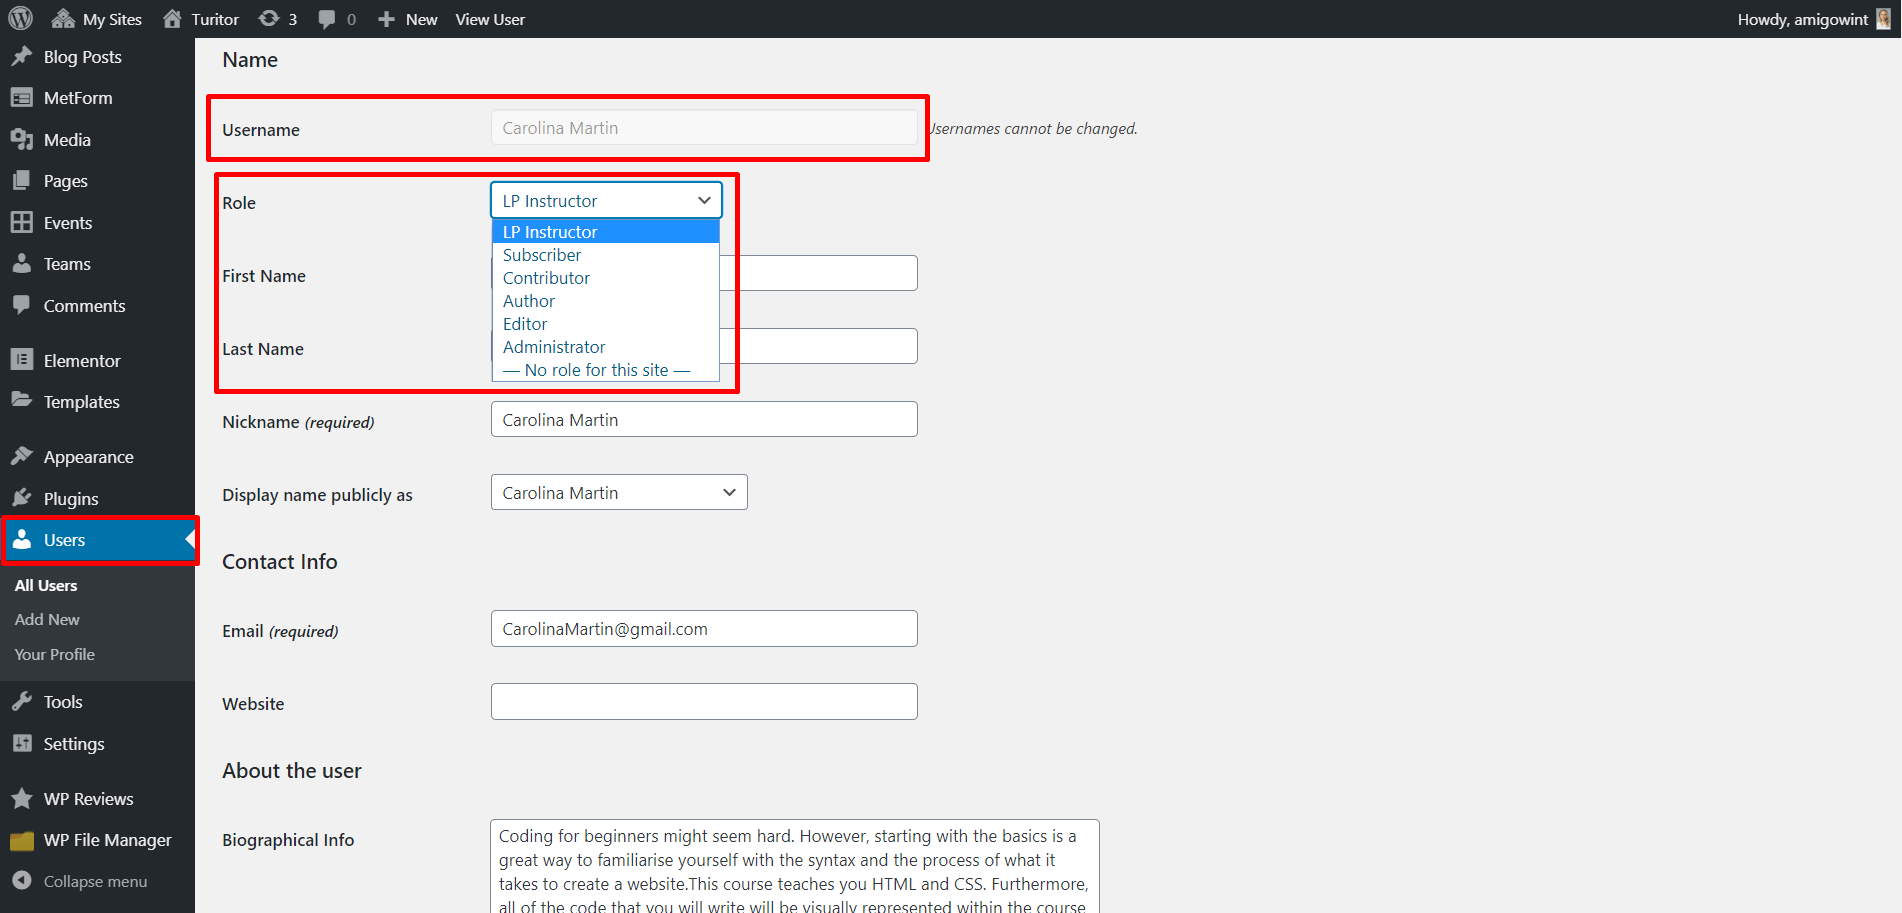 My Sites Turitor 3 0 New View User Howdy, amigowint
Blog Posts
MetForm
Media
Pages
Events
Teams
Comments
Elementor
Templates
Appearance
Plugins
Users
All Users
Add New
Your Profile
Tools
Settings
WP Reviews
WP File Manager
Collapse menu
Name
Username Carolina Martin Usernames cannot be changed.
Role LP Instructor
LP Instructor
Subscriber
Contributor
Author
Editor
Administrator
— No role for this site —
First Name
Last Name
Nickname (required) Carolina Martin
Display name publicly as Carolina Martin
Contact Info
Email (required) CarolinaMartin@gmail.com
Website
About the user
Biographical Info
Coding for beginners might seem hard. However, starting with the basics is a
great way to familiarise yourself with the syntax and the process of what it
takes to create a website.This course teaches you HTML and CSS. Furthermore,
all of the code that you will write will be visually represented within the course